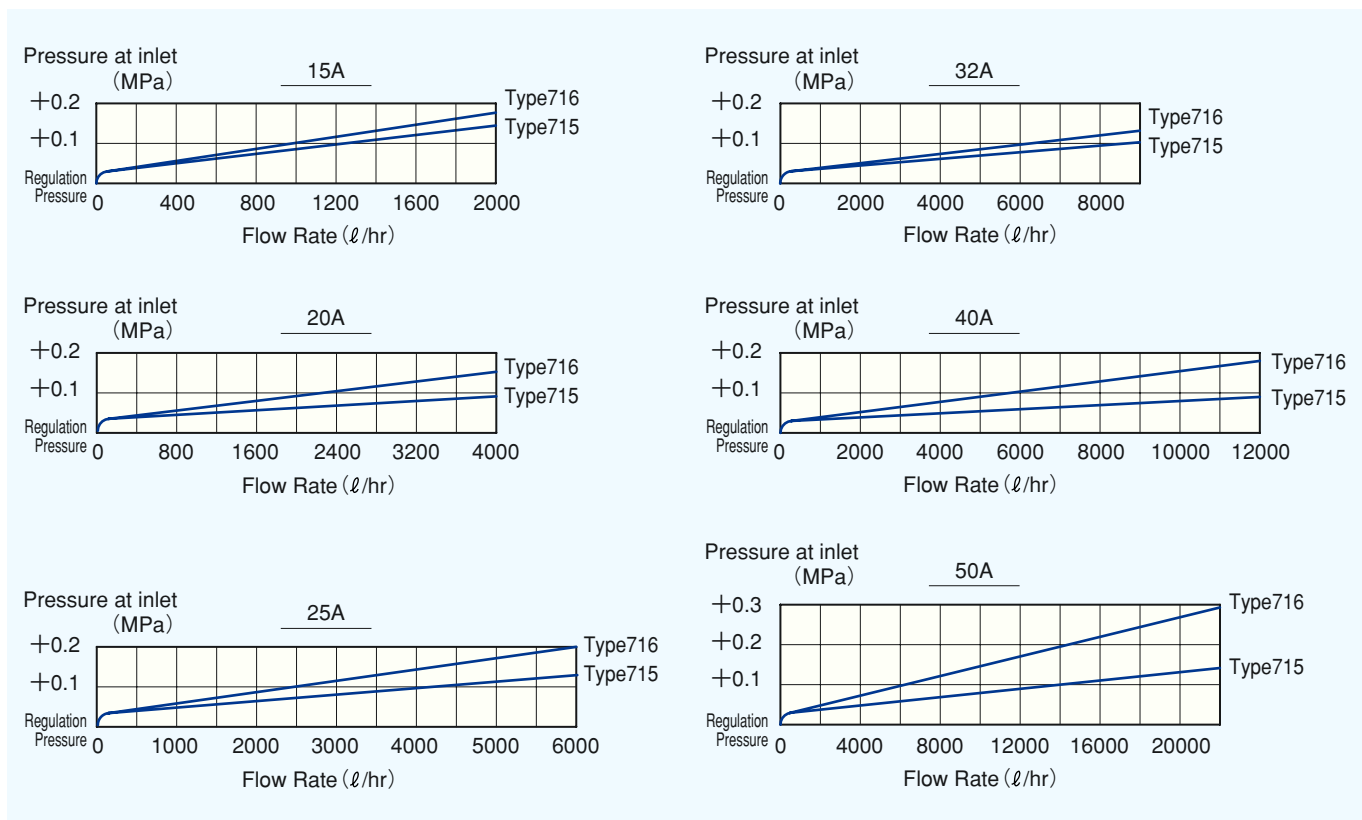 Pressure at inlet
(MPa)
15A
+0.2
+0.1
Regulation
Pressure
0 400 800 1200 1600 2000
Flow Rate (ℓ/hr)
Type716
Type715
Pressure at inlet
(MPa)
32A
+0.2
+0.1
Regulation
Pressure
0 2000 4000 6000 8000
Flow Rate (ℓ/hr)
Type716
Type715
Pressure at inlet
(MPa)
20A
+0.2
+0.1
Regulation
Pressure
0 800 1600 2400 3200 4000
Flow Rate (ℓ/hr)
Type716
Type715
Pressure at inlet
(MPa)
40A
+0.2
+0.1
Regulation
Pressure
0 2000 4000 6000 8000 10000 12000
Flow Rate (ℓ/hr)
Type716
Type715
Pressure at inlet
(MPa)
25A
+0.2
+0.1
Regulation
Pressure
0 1000 2000 3000 4000 5000 6000
Flow Rate (ℓ/hr)
Type716
Type715
Pressure at inlet
(MPa)
50A
+0.3
+0.2
+0.1
Regulation
Pressure
0 4000 8000 12000 16000 20000
Flow Rate (ℓ/hr)
Type716
Type715